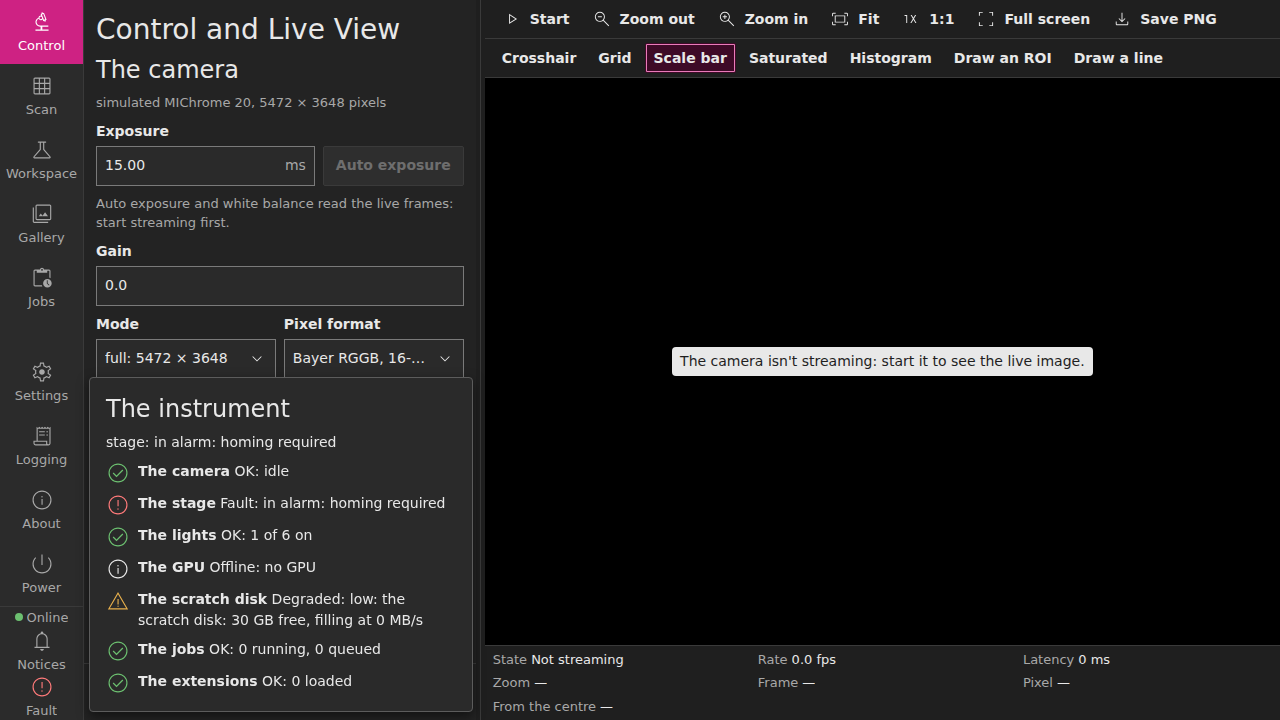 Control
Scan
Workspace
Gallery
Jobs
Settings
Logging
About
Power
Online
Notices
Fault
Control and Live View
The camera
simulated MIChrome 20, 5472 × 3648 pixels
Exposure
15.00 ms
Auto exposure
Auto exposure and white balance read the live frames:
start streaming first.
Gain
0.0
Mode Pixel format
full: 5472 × 3648 Bayer RGGB, 16-...
The instrument
stage: in alarm: homing required
The camera OK: idle
The stage Fault: in alarm: homing required
The lights OK: 1 of 6 on
The GPU Offline: no GPU
The scratch disk Degraded: low: the
scratch disk: 30 GB free, filling at 0 MB/s
The jobs OK: 0 running, 0 queued
The extensions OK: 0 loaded
Start Zoom out Zoom in Fit 1X 1:1 Full screen Save PNG
Crosshair Grid Scale bar Saturated Histogram Draw an ROI Draw a line
The camera isn't streaming: start it to see the live image.
State Not streaming Rate 0.0 fps Latency 0 ms
Zoom — Frame — Pixel —
From the centre —